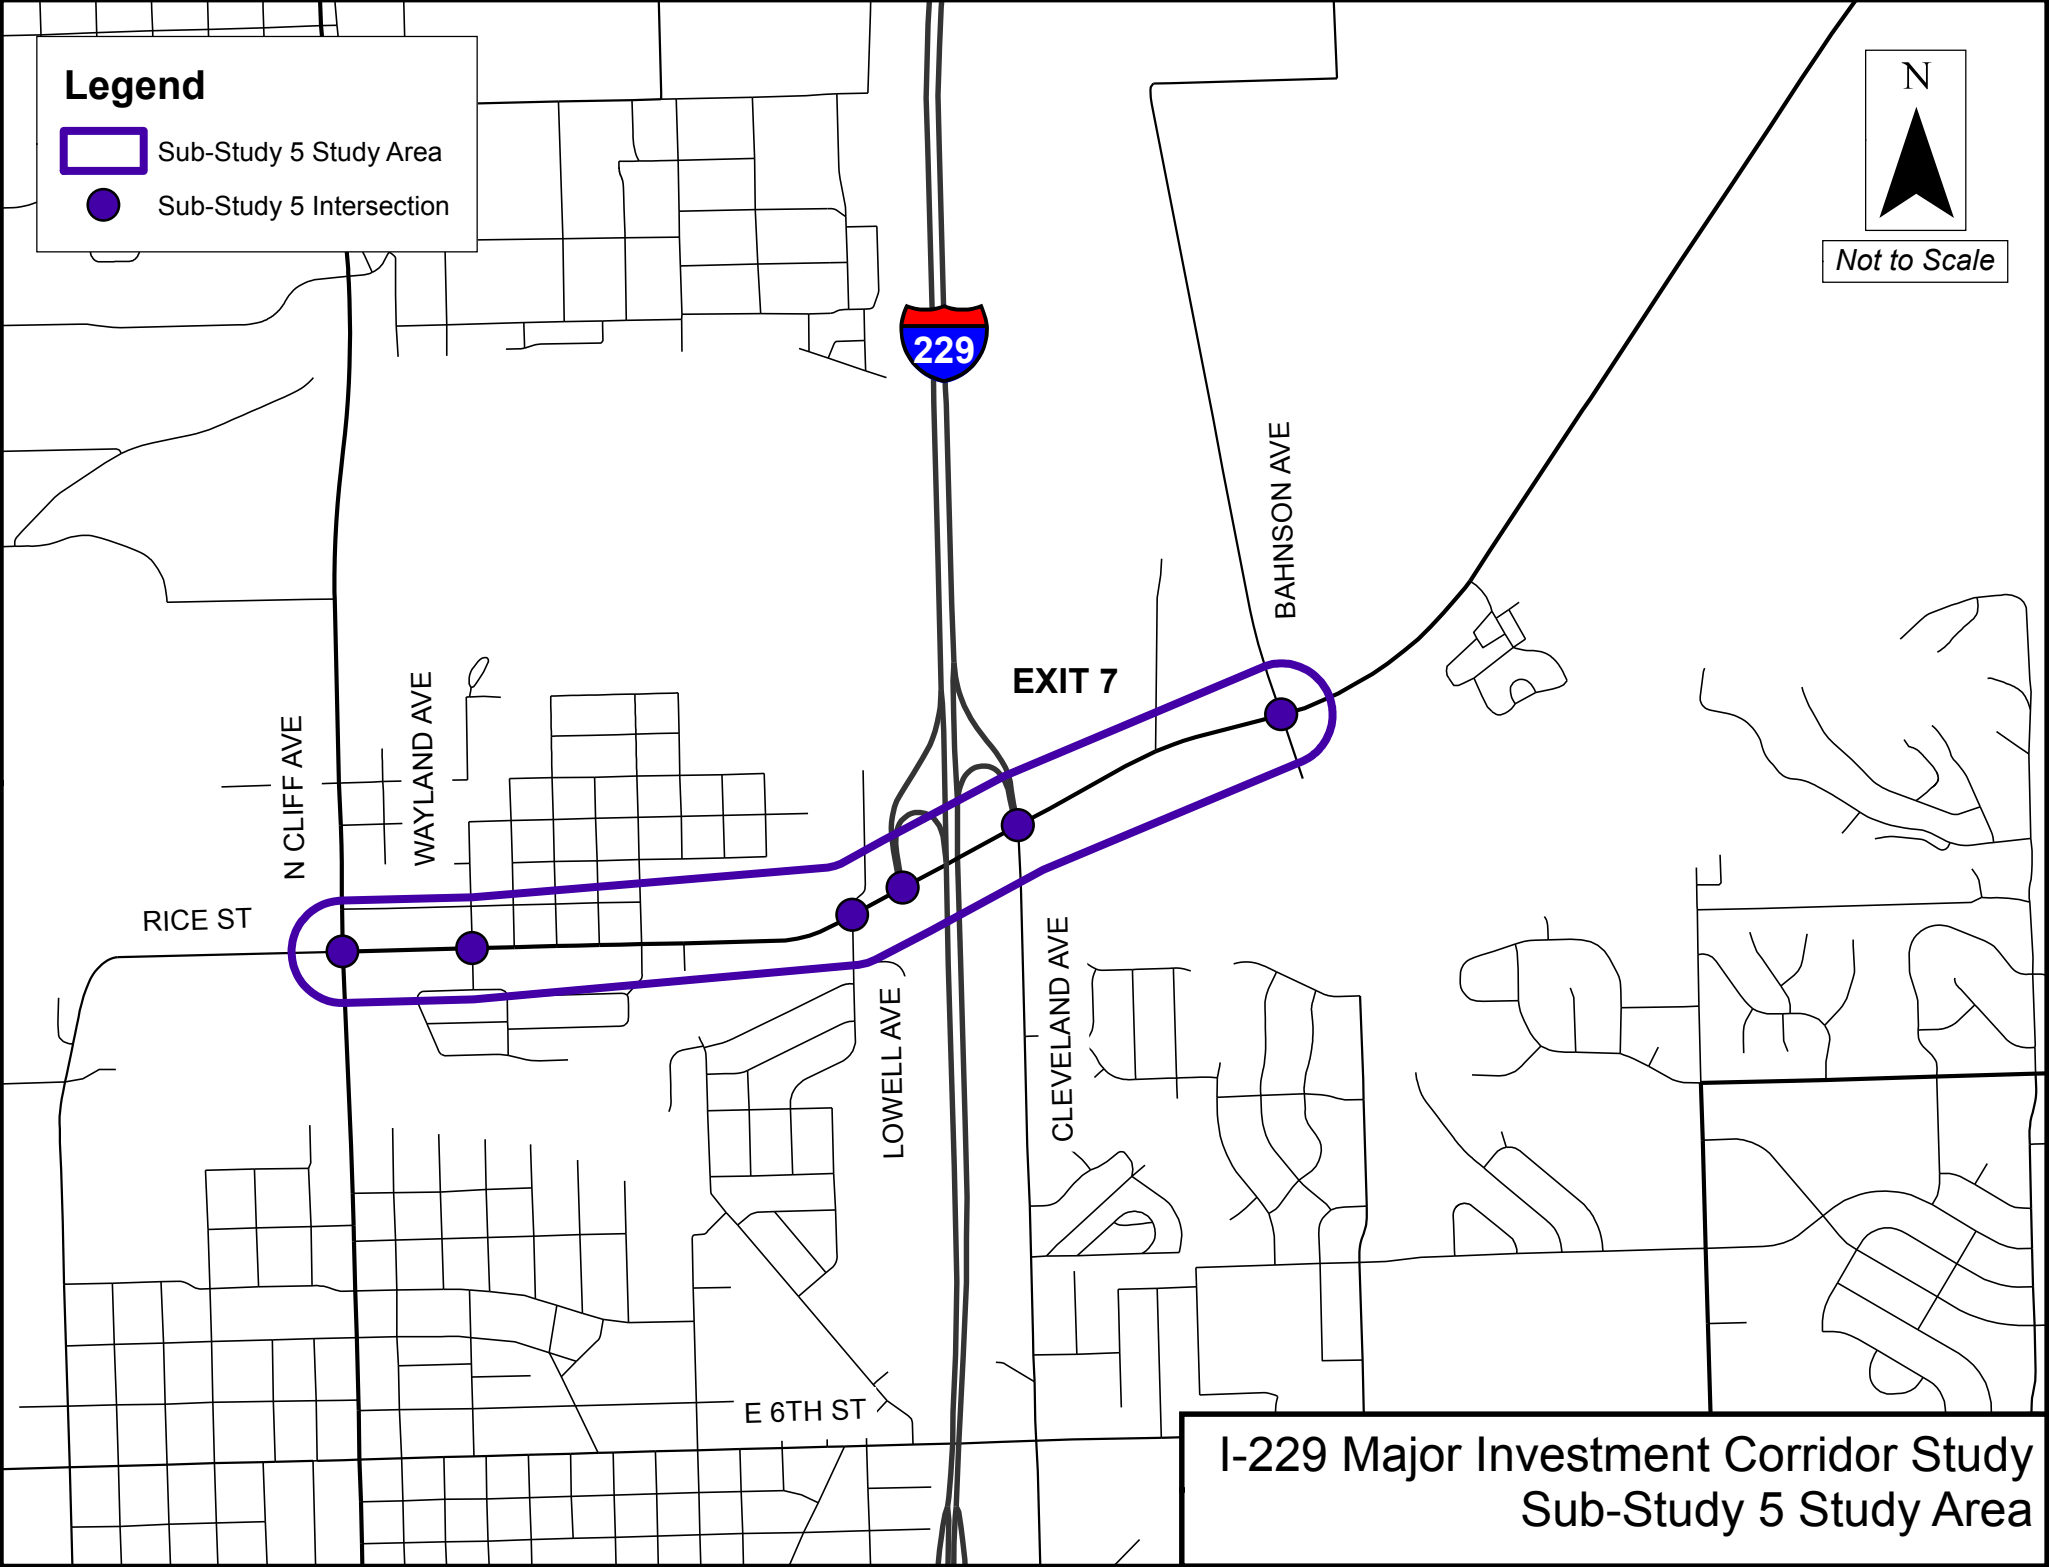 Legend
Sub-Study 5 Study Area
Sub-Study 5 Intersection
N
Not to Scale
229
BAHNSON AVE
EXIT 7
N CLIFF AVE
WAYLAND AVE
RICE ST
LOWELL AVE
CLEVELAND AVE
E 6TH ST
I-229 Major Investment Corridor Study
Sub-Study 5 Study Area